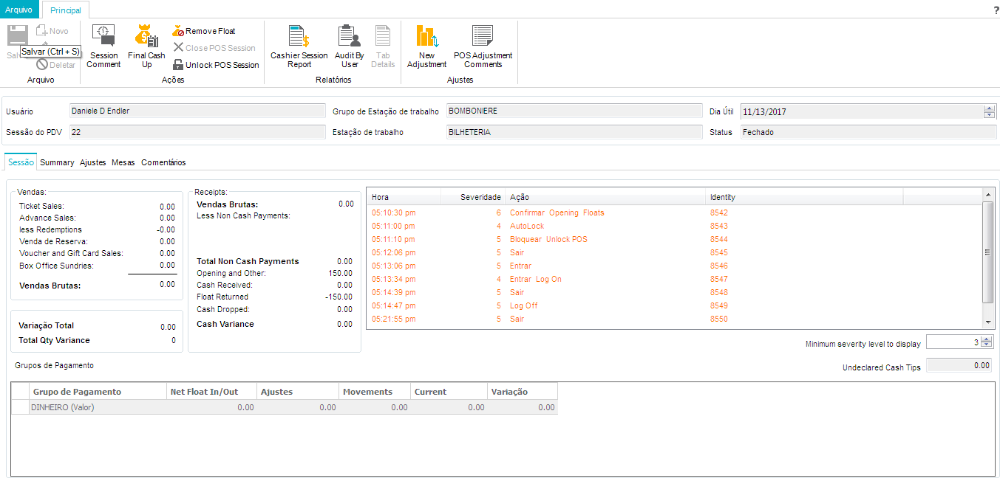 Arquivo Principal ?
Novo
Remove Float
Salvar (Ctrl + S)
Close POS Session
Deletar
Unlock POS Session
Session Comment
Final Cash Up
Cashier Session Report
Audit By User
Tab Details
New Adjustment
POS Adjustment Comments
Arquivo Ações Relatórios Ajustes
Usuário Daniele D Endler Grupo de Estação de trabalho BOMBONIERE Dia Útil 11/13/2017
Sessão do PDV 22 Estação de trabalho BILHETERIA Status Fechado
Sessão Summary Ajustes Mesas Comentários
Vendas:
Ticket Sales: 0.00
Advance Sales: 0.00
less Redemptions -0.00
Venda de Reserva: 0.00
Voucher and Gift Card Sales: 0.00
Box Office Sundries: 0.00
Vendas Brutas: 0.00
Variação Total 0.00
Total Qty Variance 0
Receipts:
Vendas Brutas: 0.00
Less Non Cash Payments:
Total Non Cash Payments 0.00
Opening and Other: 150.00
Cash Received: 0.00
Float Returned -150.00
Cash Dropped: 0.00
Cash Variance 0.00
Hora Severidade Ação Identity
05:10:30 pm 6 Confirmar Opening Floats 8542
05:11:00 pm 4 AutoLock 8543
05:11:10 pm 5 Bloquear Unlock POS 8544
05:12:06 pm 5 Sair 8545
05:13:06 pm 5 Entrar 8546
05:13:34 pm 4 Entrar Log On 8547
05:14:39 pm 5 Sair 8548
05:14:47 pm 5 Log Off 8549
05:21:55 pm 5 Sair 8550
Minimum severity level to display 3
Undeclared Cash Tips 0.00
Grupos de Pagamento
Grupo de Pagamento Net Float In/Out Ajustes Movements Current Variação
DINHEIRO (Valor) 0.00 0.00 0.00 0.00 0.00